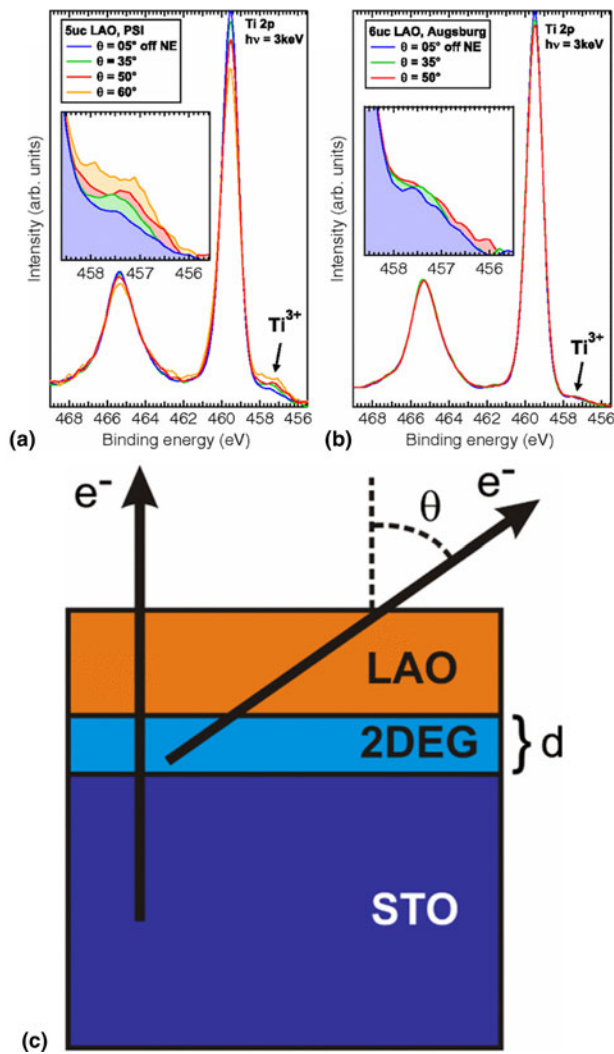 5uc LAO, PSI
θ = 05° off NE
θ = 35°
θ = 50°
θ = 60°
Ti 2p
hν = 3keV
458 457 456
Ti3+
Intensity (arb. units)
468 466 464 462 460 458 456
Binding energy (eV)
(a)
6uc LAO, Augsburg
θ = 05° off NE
θ = 35°
θ = 50°
Ti 2p
hν = 3keV
458 457 456
Ti3+
Intensity (arb. units)
468 466 464 462 460 458 456
Binding energy (eV)
(b)
e-
θ
e-
LAO
2DEG
} d
STO
(c)